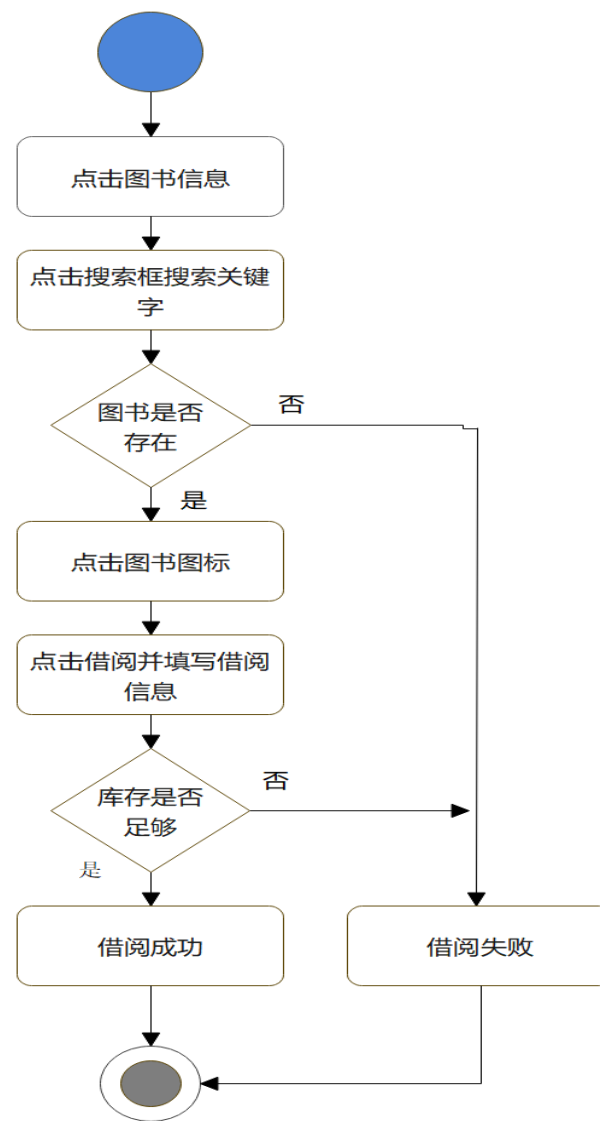 点击图书信息
点击搜索框搜索关键
字
图书是否
存在
否
是
点击图书图标
点击借阅并填写借阅
信息
库存是否
足够
否
是
借阅成功
借阅失败